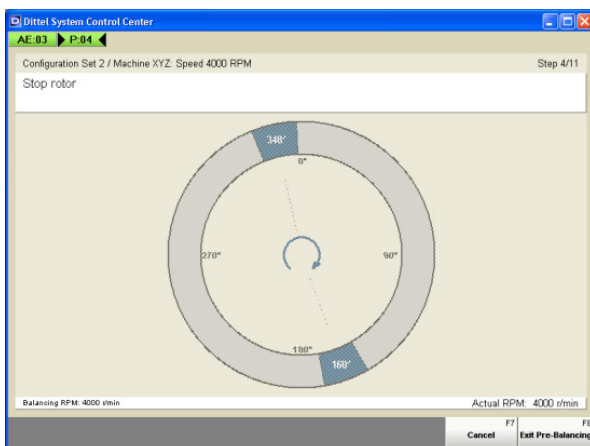 Dittel System Control Center
AE:03 P:04
Configuration Set 2 / Machine XYZ: Speed 4000 RPM Step 4/11
Stop rotor
348°
0°
270° 90°
180°
160°
Balancing RPM: 4000 r/min Actual RPM: 4000 r/min
F7 F8
Cancel Exit Pre-Balancing